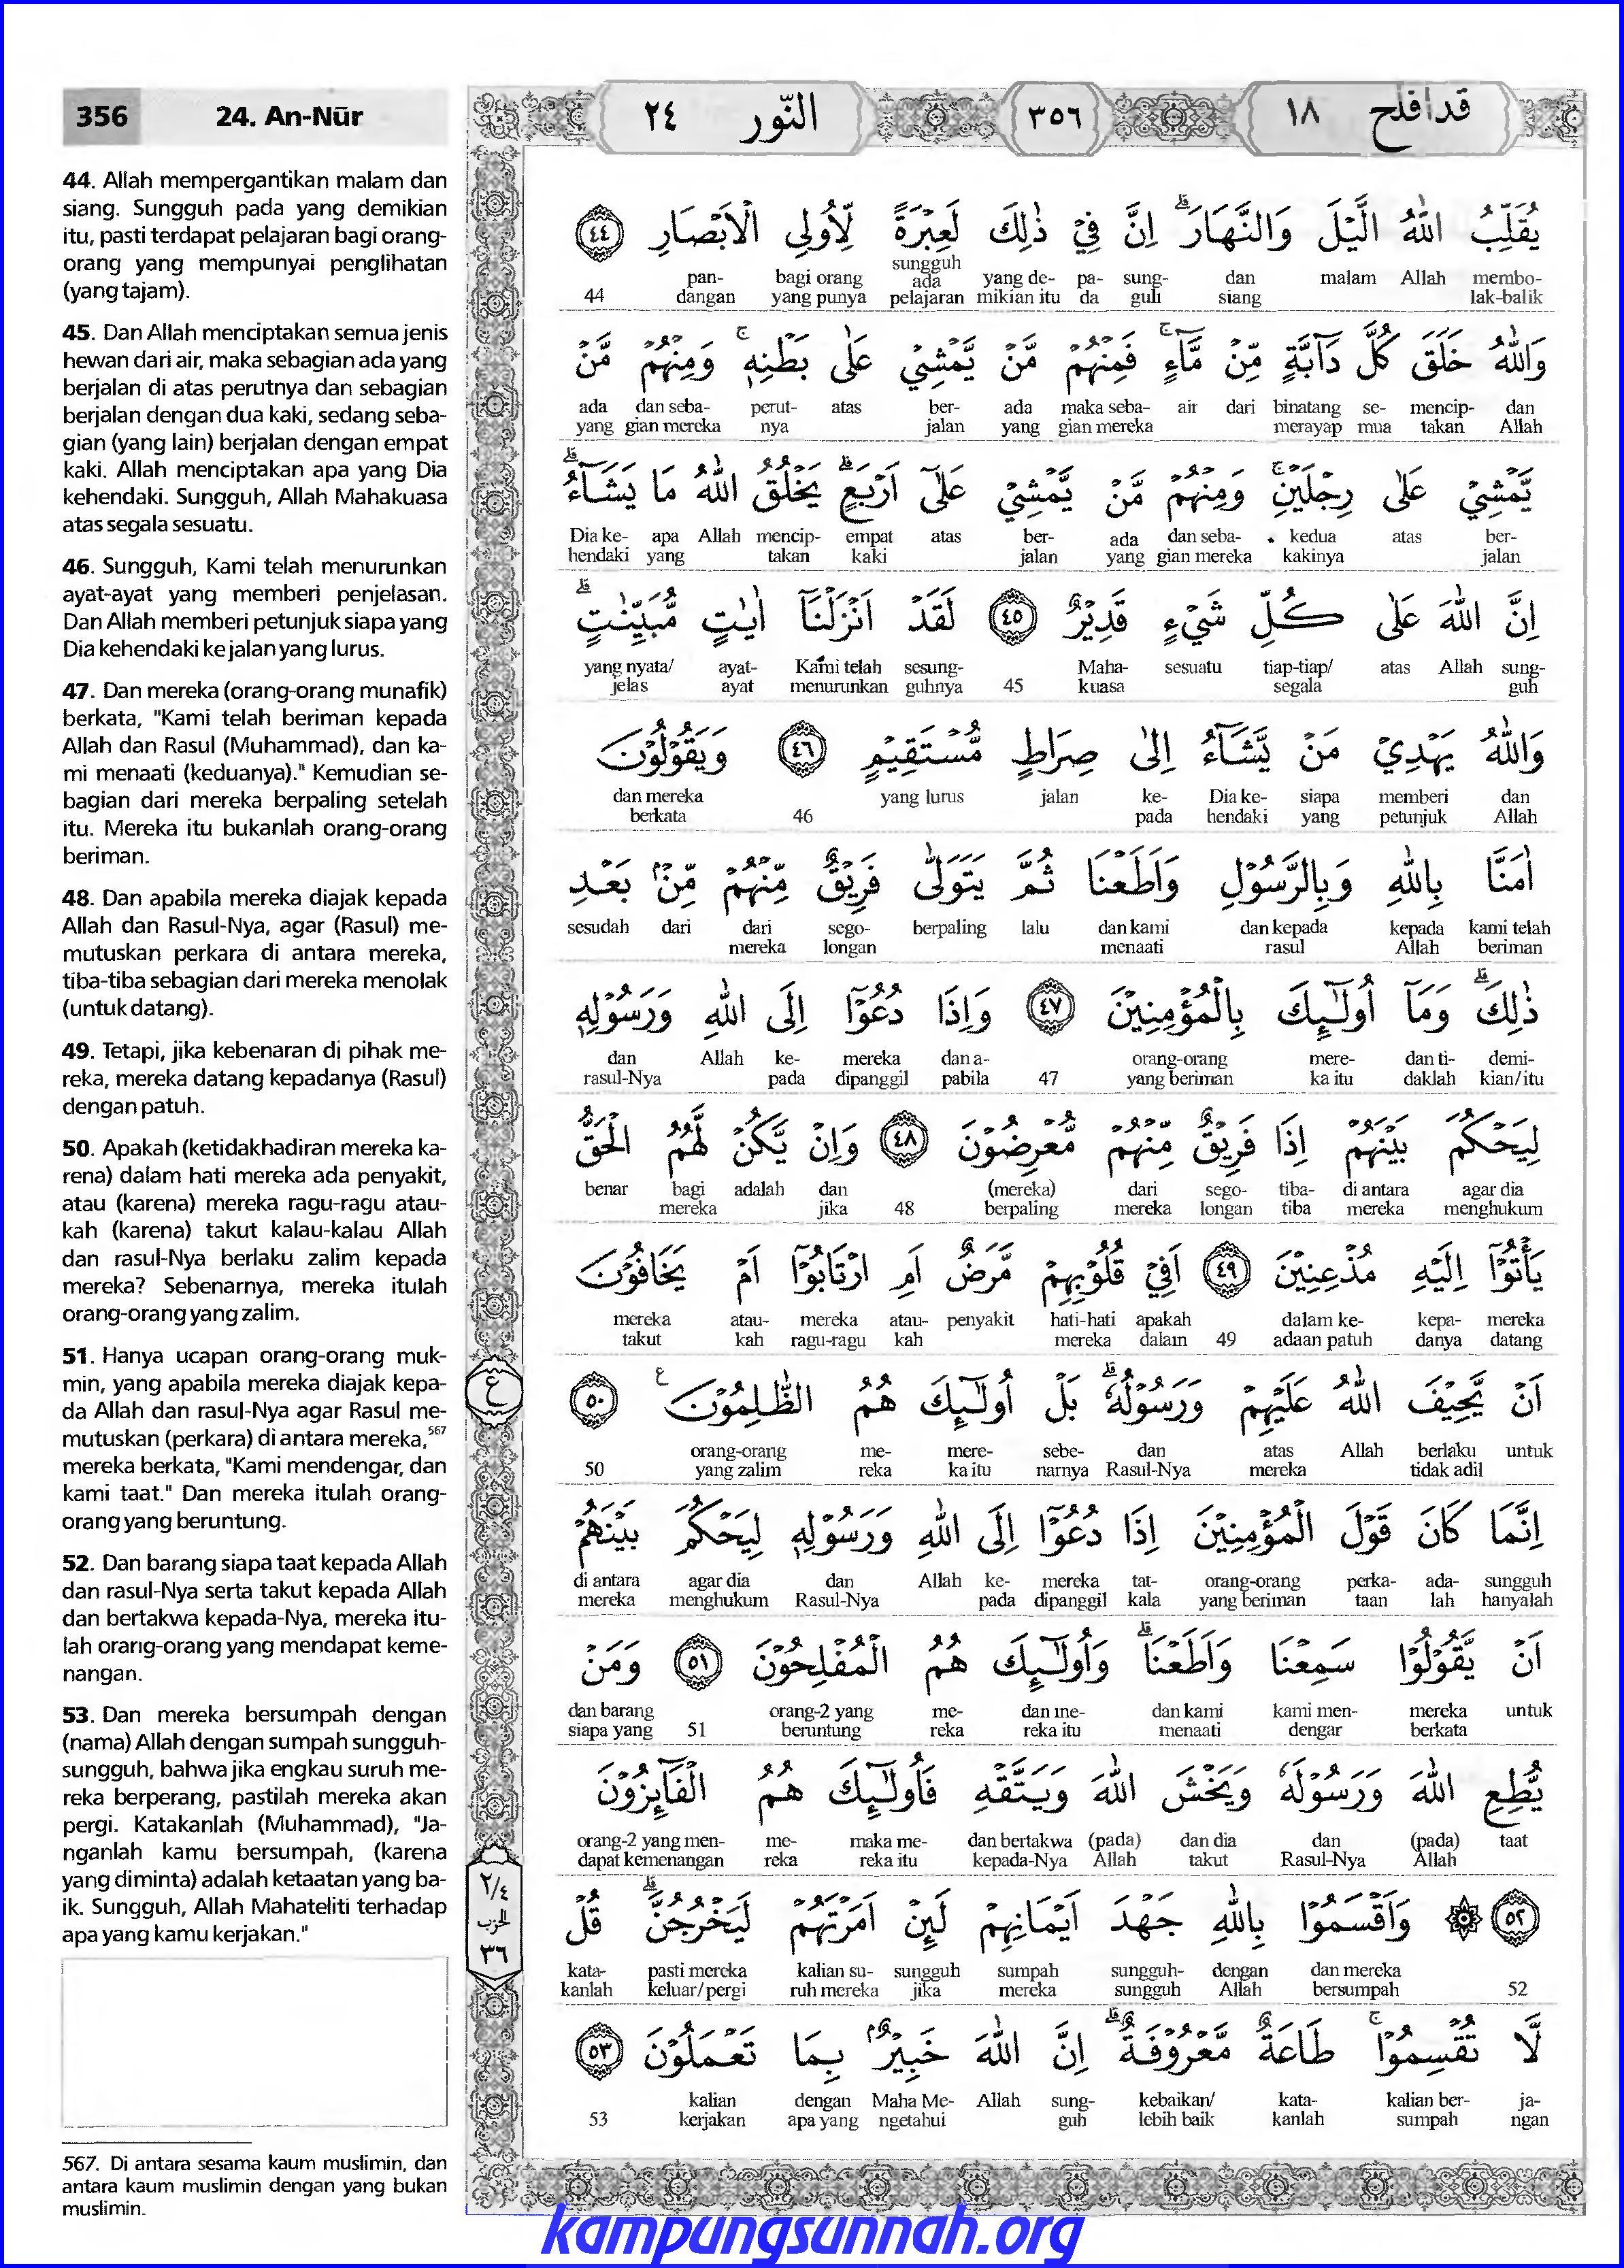 356 24. An-Nūr
44. Allah mempergantikan malam dan
siang. Sungguh pada yang demikian
itu, pasti terdapat pelajaran bagi orang-
orang yang mempunyai penglihatan
(yang tajam).
45. Dan Allah menciptakan semua jenis
hewan dari air, maka sebagian ada yang
berjalan di atas perutnya dan sebagian
berjalan dengan dua kaki, sedang seba-
gian (yang lain) berjalan dengan empat
kaki. Allah menciptakan apa yang Dia
kehendaki. Sungguh, Allah Mahakuasa
atas segala sesuatu.
46. Sungguh, Kami telah menurunkan
ayat-ayat yang memberi penjelasan.
Dan Allah memberi petunjuk siapa yang
Dia kehendaki ke jalan yang lurus.
47. Dan mereka (orang-orang munafik)
berkata, "Kami telah beriman kepada
Allah dan Rasul (Muhammad), dan ka-
mi menaati (keduanya)." Kemudian se-
bagian dari mereka berpaling setelah
itu. Mereka itu bukanlah orang-orang
beriman.
48. Dan apabila mereka diajak kepada
Allah dan Rasul-Nya, agar (Rasul) me-
mutuskan perkara di antara mereka,
tiba-tiba sebagian dari mereka menolak
(untuk datang).
49. Tetapi, jika kebenaran di pihak me-
reka, mereka datang kepadanya (Rasul)
dengan patuh.
50. Apakah (ketidakhadiran mereka ka-
rena) dalam hati mereka ada penyakit,
atau (karena) mereka ragu-ragu atau-
kah (karena) takut kalau-kalau Allah
dan rasul-Nya berlaku zalim kepada
mereka? Sebenarnya, mereka itulah
orang-orang yang zalim.
51. Hanya ucapan orang-orang muk-
min, yang apabila mereka diajak kepa-
da Allah dan rasul-Nya agar Rasul me-
mutuskan (perkara) di antara mereka,567
mereka berkata, "Kami mendengar, dan
kami taat." Dan mereka itulah orang-
orang yang beruntung.
52. Dan barang siapa taat kepada Allah
dan rasul-Nya serta takut kepada Allah
dan bertakwa kepada-Nya, mereka itu-
lah orang-orang yang mendapat keme-
nangan.
53. Dan mereka bersumpah dengan
(nama) Allah dengan sumpah sungguh-
sungguh, bahwa jika engkau suruh me-
reka berperang, pastilah mereka akan
pergi. Katakanlah (Muhammad), "Ja-
nganlah kamu bersumpah, (karena
yang diminta) adalah ketaatan yang ba-
ik. Sungguh, Allah Mahateliti terhadap
apa yang kamu kerjakan."
567. Di antara sesama kaum muslimin, dan
antara kaum muslimin dengan yang bukan
muslimin.
قد افلح ١٨ ٣٥٦ النّور ٢٤
يُقَلِّبُ اللّٰهُ الَّيْلَ وَالنَّهَارَۗ اِنَّ فِيْ ذٰلِكَ لَعِبْرَةً لِّاُولِى الْاَبْصَارِ ٤٤
membo- Allah malam dan sung- pa- yang de- sungguh ada bagi orang pan-
lak-balik siang guh da mikian itu pelajaran yang punya dangan 44
وَاللّٰهُ خَلَقَ كُلَّ دَاۤبَّةٍ مِّنْ مَّاۤءٍۚ فَمِنْهُمْ مَّنْ يَّمْشِيْ عَلٰى بَطْنِهٖۚ وَمِنْهُمْ مَّنْ
dan mencip- se- binatang dari air maka seba- ada ber- atas perut- dan seba- ada
Allah takan mua merayap gian mereka yang jalan nya gian mereka yang
يَّمْشِيْ عَلٰى رِجْلَيْنِۚ وَمِنْهُمْ مَّنْ يَّمْشِيْ عَلٰٓى اَرْبَعٍۗ يَخْلُقُ اللّٰهُ مَا يَشَاۤءُۗ
ber- atas kedua dan seba- ada ber- atas empat mencip- Allah apa Dia ke-
jalan kakinya gian mereka yang jalan kaki takan yang hendaki
اِنَّ اللّٰهَ عَلٰى كُلِّ شَيْءٍ قَدِيْرٌ ٤٥ لَقَدْ اَنْزَلْنَآ اٰيٰتٍ مُّبَيِّنٰتٍۗ
sung- Allah atas tiap-tiap/ sesuatu Maha- sesung- Kami telah ayat- yang nyata/
guh segala kuasa 45 guhnya menurunkan ayat jelas
وَاللّٰهُ يَهْدِيْ مَنْ يَّشَاۤءُ اِلٰى صِرَاطٍ مُّسْتَقِيْمٍ ٤٦ وَيَقُوْلُوْنَ
dan memberi siapa Dia ke- ke- jalan yang lurus dan mereka
Allah petunjuk yang hendaki pada 46 berkata
اٰمَنَّا بِاللّٰهِ وَبِالرَّسُوْلِ وَاَطَعْنَا ثُمَّ يَتَوَلّٰى فَرِيْقٌ مِّنْهُمْ مِّنْۢ بَعْدِ
kami telah kepada dan kepada dan kami lalu berpaling sego- dari dari sesudah
beriman Allah rasul menaati longan mereka
ذٰلِكَۗ وَمَآ اُولٰۤىِٕكَ بِالْمُؤْمِنِيْنَ ٤٧ وَاِذَا دُعُوْٓا اِلَى اللّٰهِ وَرَسُوْلِهٖ
demi- dan ti- mere- orang-orang dan a- mereka ke- Allah dan
kian/itu daklah ka itu yang beriman 47 pabila dipanggil pada rasul-Nya
لِيَحْكُمَ بَيْنَهُمْ اِذَا فَرِيْقٌ مِّنْهُمْ مُّعْرِضُوْنَ ٤٨ وَاِنْ يَّكُنْ لَّهُمُ الْحَقُّ
agar dia di antara tiba- sego- dari (mereka) dan adalah bagi benar
menghukum mereka tiba longan mereka berpaling 48 jika mereka
يَأْتُوْٓا اِلَيْهِ مُذْعِنِيْنَ ٤٩ اَفِيْ قُلُوْبِهِمْ مَّرَضٌ اَمِ ارْتَابُوْٓا اَمْ يَخَافُوْنَ
mereka kepa- dalam ke- apakah hati-hati penyakit atau- mereka atau- mereka
datang danya adaan patuh 49 dalam mereka kah ragu-ragu kah takut
اَنْ يَّحِيْفَ اللّٰهُ عَلَيْهِمْ وَرَسُوْلُهٗۗ بَلْ اُولٰۤىِٕكَ هُمُ الظّٰلِمُوْنَ ࣖ ٥٠
untuk berlaku Allah atas dan sebe- mere- me- orang-orang
tidak adil mereka Rasul-Nya narnya ka itu reka yang zalim 50
ع
اِنَّمَا كَانَ قَوْلَ الْمُؤْمِنِيْنَ اِذَا دُعُوْٓا اِلَى اللّٰهِ وَرَسُوْلِهٖ لِيَحْكُمَ بَيْنَهُمْ
sungguh ada- perka- orang-orang tat- mereka ke- Allah dan agar dia di antara
hanyalah lah taan yang beriman kala dipanggil pada Rasul-Nya menghukum mereka
اَنْ يَّقُوْلُوْا سَمِعْنَا وَاَطَعْنَاۗ وَاُولٰۤىِٕكَ هُمُ الْمُفْلِحُوْنَ ٥١ وَمَنْ
untuk mereka kami men- dan kami dan me- me- orang-2 yang dan barang
berkata dengar menaati reka itu reka beruntung 51 siapa yang
يُّطِعِ اللّٰهَ وَرَسُوْلَهٗ وَيَخْشَ اللّٰهَ وَيَتَّقْهِ فَاُولٰۤىِٕكَ هُمُ الْفَاۤىِٕزُوْنَ
taat (pada) dan dan dia (pada) dan bertakwa maka me- me- orang-2 yang men-
Allah Rasul-Nya takut Allah kepada-Nya reka itu reka dapat kemenangan
٢/٤ الحزب ٣٦
٥٢ ۞ وَاَقْسَمُوْا بِاللّٰهِ جَهْدَ اَيْمَانِهِمْ لَىِٕنْ اَمَرْتَهُمْ لَيَخْرُجُنَّۗ قُلْ
dan mereka dengan sungguh- sumpah sungguh kalian su- pasti mereka kata-
52 bersumpah Allah sungguh mereka jika ruh mereka keluar/pergi kanlah
لَّا تُقْسِمُوْاۚ طَاعَةٌ مَّعْرُوْفَةٌۗ اِنَّ اللّٰهَ خَبِيْرٌۢ بِمَا تَعْمَلُوْنَ ٥٣
ja- kalian ber- kata- kebaikan/ sung- Allah Maha Me- dengan kalian
ngan sumpah kanlah lebih baik guh ngetahui apa yang kerjakan 53
kampungsunnah.org